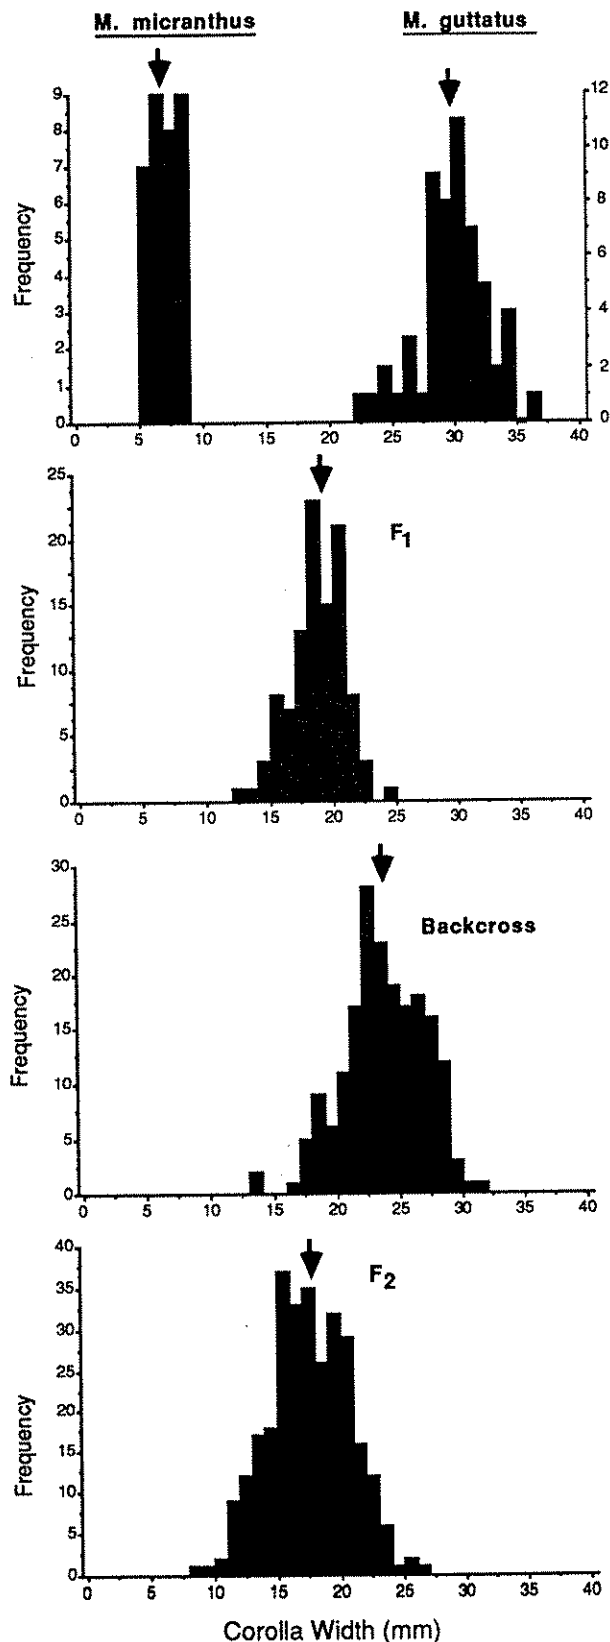 M. micranthus M. guttatus
9 12
8 10
7
6 8
5
Frequency 6
4
3 4
2
1 2
0 0
0 5 10 15 20 25 30 35 40
25
F1
20
15
Frequency
10
5
0
0 5 10 15 20 25 30 35 40
30
25 Backcross
20
15
Frequency
10
5
0
0 5 10 15 20 25 30 35 40
40
F2
35
30
25
20
Frequency
15
10
5
0
0 5 10 15 20 25 30 35 40
Corolla Width (mm)